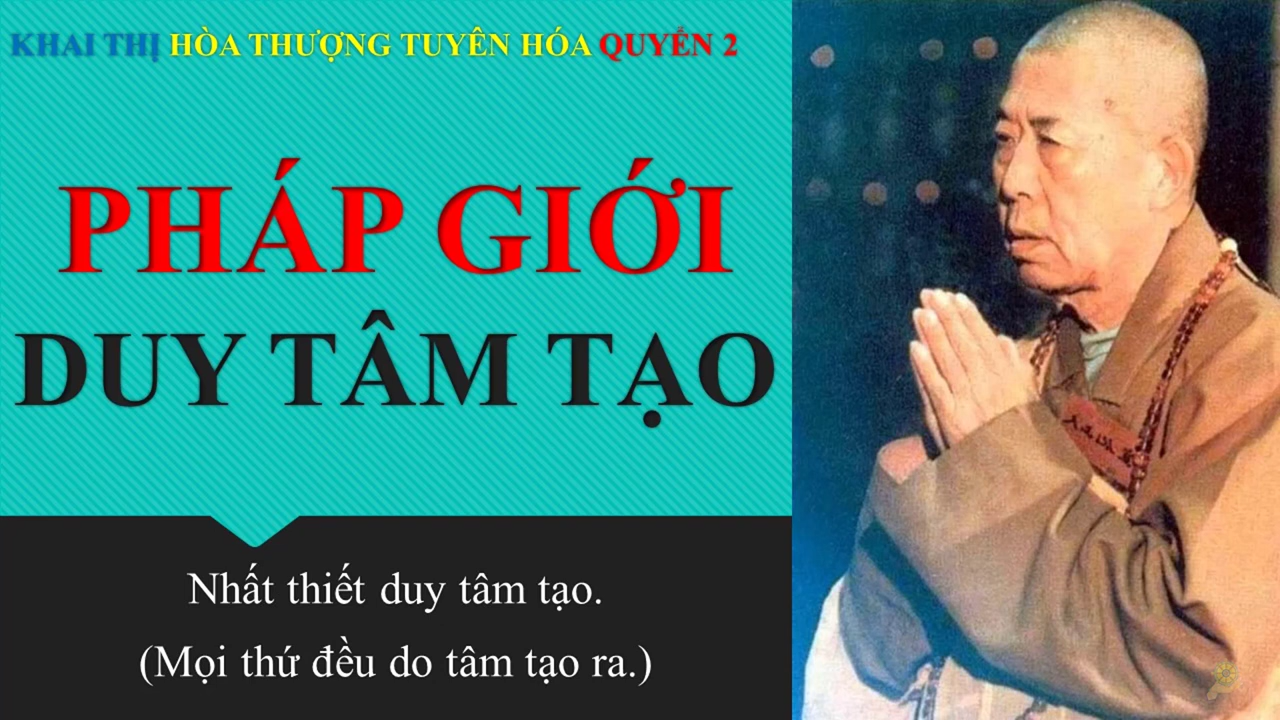 KHAI THỊ HÒA THƯỢNG TUYÊN HÓA QUYỂN 2
PHÁP GIỚI
DUY TÂM TẠO
Nhất thiết duy tâm tạo.
(Mọi thứ đều do tâm tạo ra.)